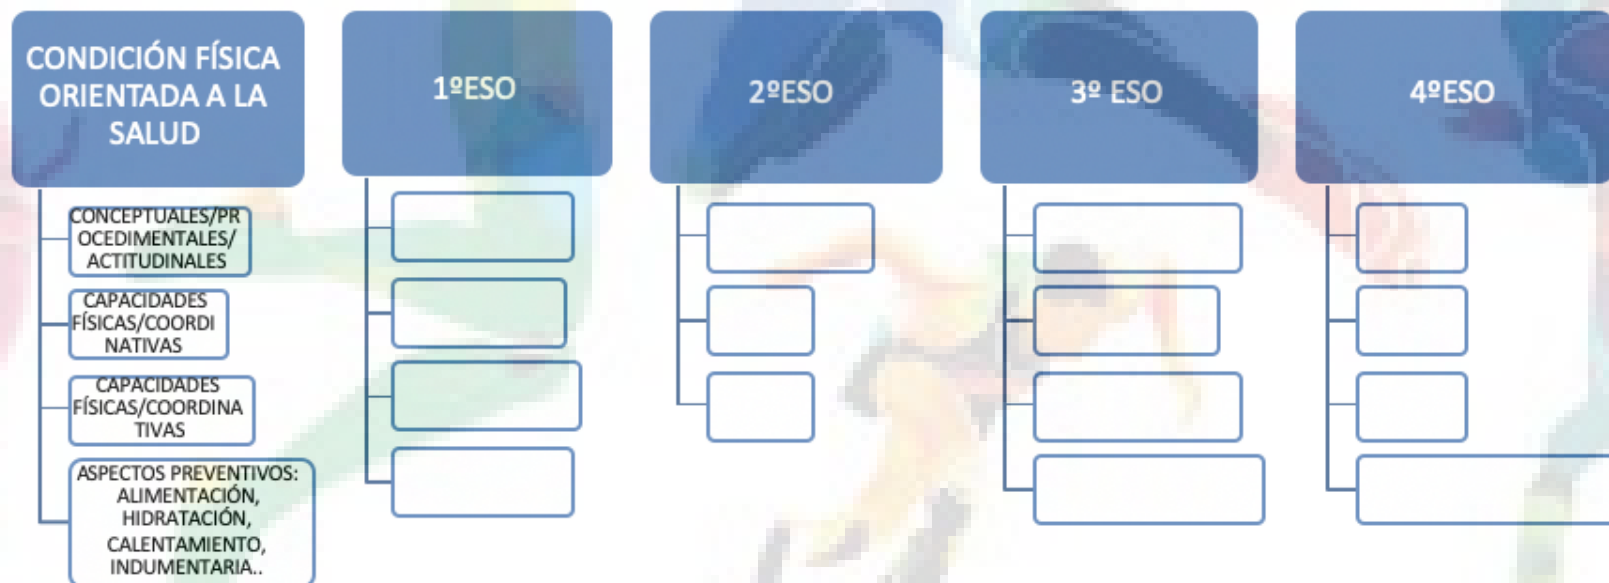 CONDICIÓN FÍSICA
ORIENTADA A LA
SALUD
CONCEPTUALES/PR
OCEDIMENTALES/
ACTITUDINALES
CAPACIDADES
FÍSICAS/COORDI
NATIVAS
CAPACIDADES
FÍSICAS/COORDINA
TIVAS
ASPECTOS PREVENTIVOS:
ALIMENTACIÓN,
HIDRATACIÓN,
CALENTAMIENTO,
INDUMENTARIA..
1ºESO
2ºESO
3º ESO
4ºESO